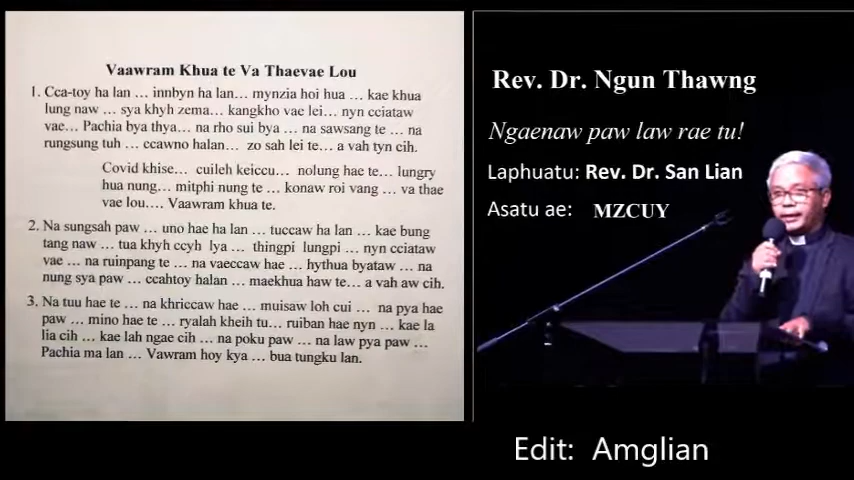 Vaawram Khua te Va Thaevae Lou
1. Cca-toy ha lan … innbyn ha lan… mynzia hoi hua … kae khua
lung naw … sya khyh zema… kangkho vae lei… nyn cciataw
vae… Pachia bya thya… na rho sui bya … na sawsang te … na
rungsung tuh … ccawno halan… zo sah lei te… a vah tyn cih.
Covid khise… cuileh keiccu… nolung hae te… lungry
hua nung… mitphi nung te … konaw roi vang … va thae
vae lou…. Vaawram khua te.
2. Na sungsah paw … uno hae ha lan … tuccaw ha lan … kae bung
tang naw … tua khyh ccyh lya … thingpi lungpi … nyn cciataw
vae … na ruinpang te … na vaeccaw hae … hythua byataw … na
nung sya paw … ccahtoy halan … maekhua haw te… a vah aw cih.
3. Na tuu hae te … na khriccaw hae … muisaw loh cui … na pya hae
paw … mino hae te … ryalah kheih tu… ruiban hae nyn … kae la
lia cih … kae lah ngae cih … na poku paw … na law pya paw …
Pachia ma lan … Vawram hoy kya … bua tungku lan.
Rev. Dr. Ngun Thawng
Ngaenaw paw law rae tu!
Laphuatu: Rev. Dr. San Lian
Asatu ae: MZCUY
Edit: Amglian